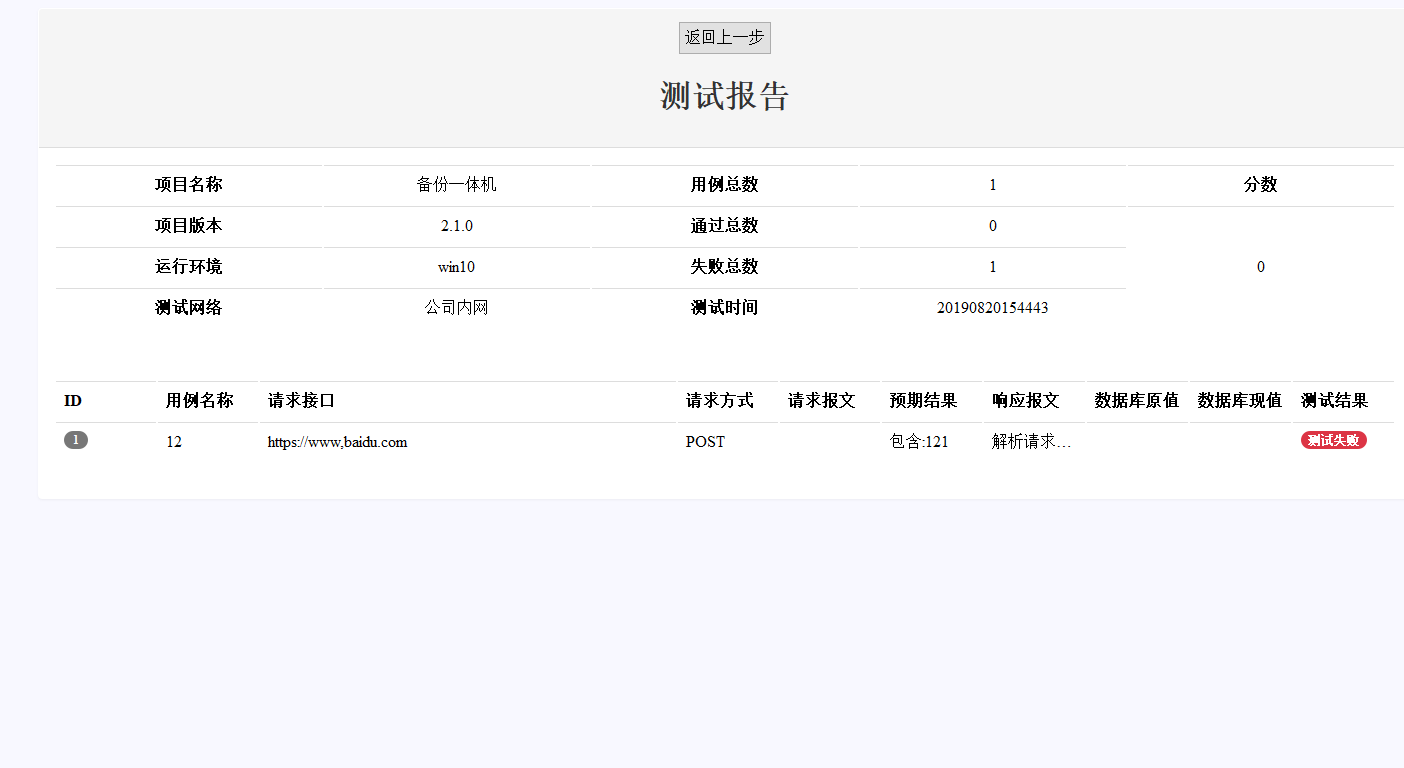 返回上一步
测试报告
项目名称 备份一体机 用例总数 1 分数
项目版本 2.1.0 通过总数 0
运行环境 win10 失败总数 1 0
测试网络 公司内网 测试时间 20190820154443
ID 用例名称 请求接口 请求方式 请求报文 预期结果 响应报文 数据库原值 数据库现值 测试结果
1 12 https://www,baidu.com POST 包含:121 解析请求... 测试失败